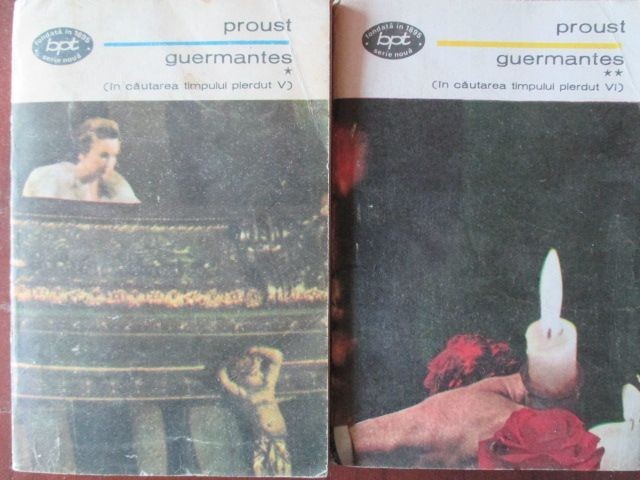 fondată în 1895
bpt
serie nouă
proust
guermantes
*
(în căutarea timpului pierdut V)
fondată în 1895
bpt
serie nouă
proust
guermantes
**
(în căutarea timpului pierdut VI)